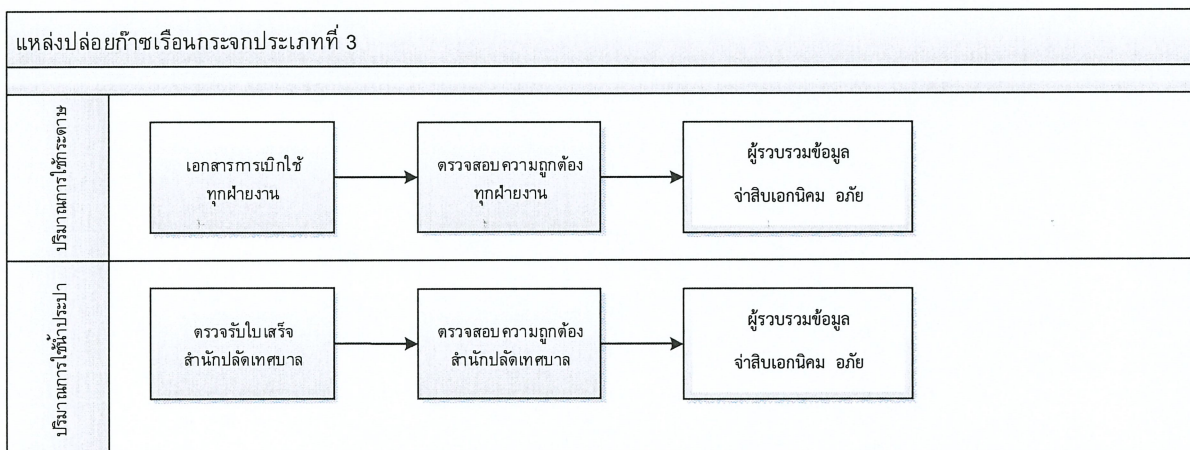 แหล่งปล่อยก๊าซเรือนกระจกประเภทที่ 3
ปริมาณการใช้กระดาษ
เอกสารการเบิกใช้
ทุกฝ่ายงาน
ตรวจสอบความถูกต้อง
ทุกฝ่ายงาน
ผู้รวบรวมข้อมูล
จ่าสิบเอกนิคม อภัย
ปริมาณการใช้น้ำประปา
ตรวจรับใบเสร็จ
สำนักปลัดเทศบาล
ตรวจสอบความถูกต้อง
สำนักปลัดเทศบาล
ผู้รวบรวมข้อมูล
จ่าสิบเอกนิคม อภัย